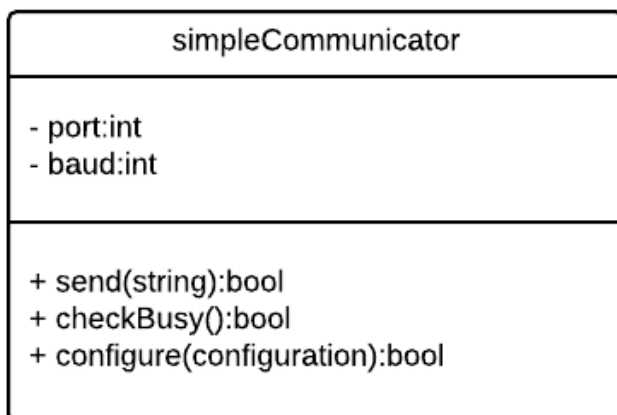 simpleCommunicator
- port:int
- baud:int
+ send(string):bool
+ checkBusy():bool
+ configure(configuration):bool